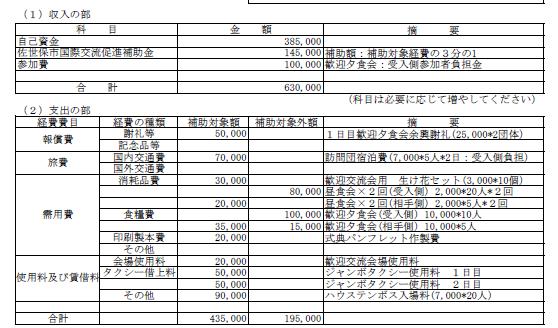 （１）収入の部
科　目　金　額　摘　要
自己資金　385,000
佐世保市国際交流促進補助金　145,000　補助額：補助対象経費の３分の１
参加費　100,000　歓迎夕食会：受入側参加者負担金
合　計　630,000
（科目は必要に応じて増やしてください）
（２）支出の部
経費費目　経費の種類　補助対象額　補助対象外額　摘　要
報償費　謝礼等　50,000　１日目歓迎夕食会余興謝礼(25,000*2団体)
記念品等
旅費　国内交通費　70,000　訪問団宿泊費(7,000*5人*2日：受入側負担)
国外交通費
需用費　消耗品費　30,000　歓迎交流会用　生け花セット(3,000*10個)
80,000　昼食会×２回(受入側) 2,000*20人*２回
20,000　昼食会×２回(相手側) 2,000*5人*２回
食糧費　100,000　歓迎夕食会(受入側) 10,000*10人
35,000　15,000　歓迎夕食会(相手側) 10,000*5人
印刷製本費　20,000　式典パンフレット作製費
その他
使用料及び賃借料　会場使用料　20,000　歓迎交流会場使用料
タクシー借上料　50,000　ジャンボタクシー使用料　１日目
50,000　ジャンボタクシー使用料　２日目
その他　90,000　ハウステンボス入場料(7,000*20人)
合計　435,000　195,000